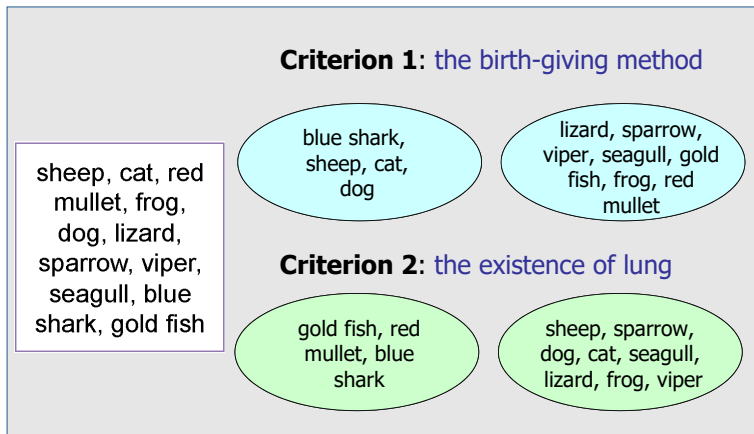 Criterion 1: the birth-giving method
blue shark,
sheep, cat,
dog
lizard, sparrow,
viper, seagull, gold
fish, frog, red
mullet
sheep, cat, red
mullet, frog,
dog, lizard,
sparrow, viper,
seagull, blue
shark, gold fish
Criterion 2: the existence of lung
gold fish, red
mullet, blue
shark
sheep, sparrow,
dog, cat, seagull,
lizard, frog, viper